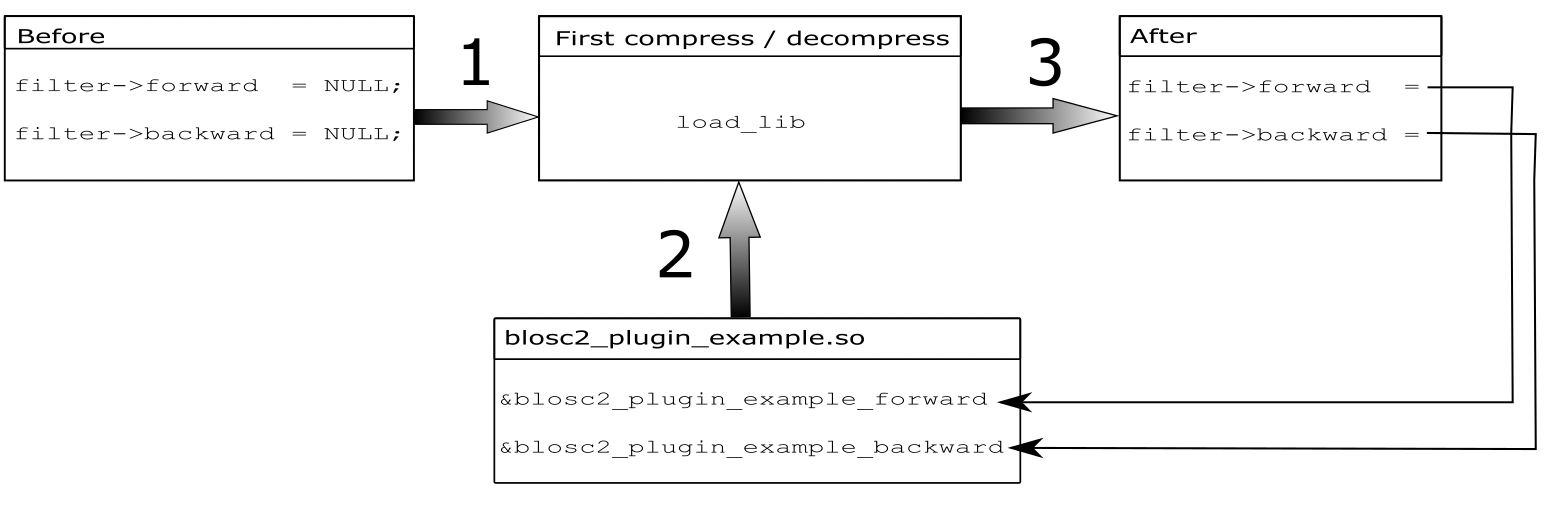 Before
filter->forward  = NULL;
filter->backward = NULL;
1
First compress / decompress
load_lib
3
After
filter->forward  =
filter->backward =
2
blosc2_plugin_example.so
&blosc2_plugin_example_forward
&blosc2_plugin_example_backward